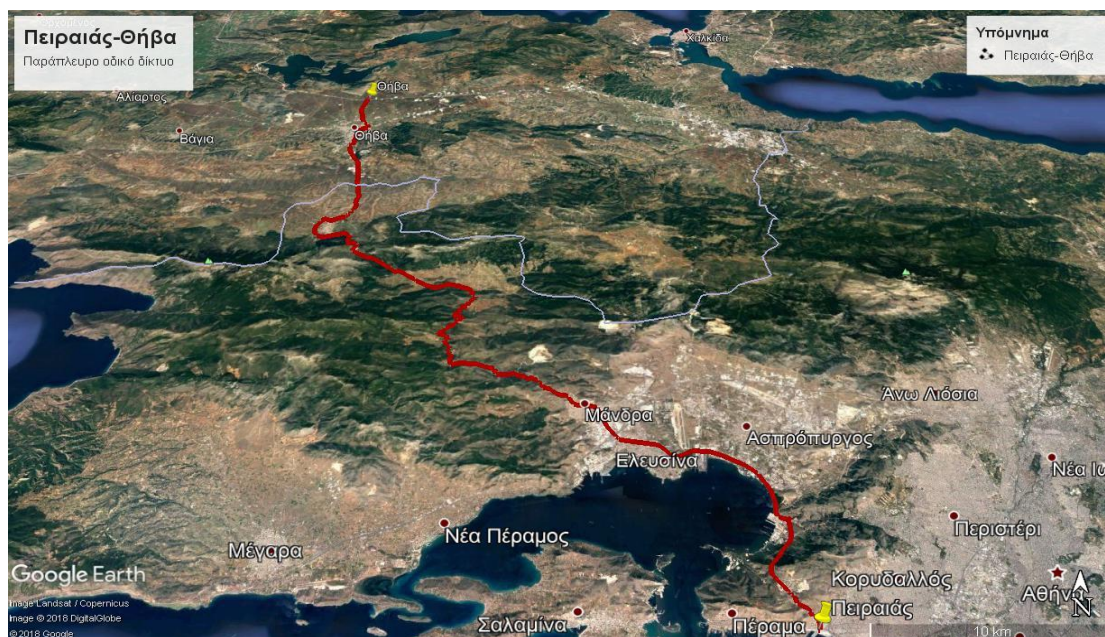 Πειραιάς-Θήβα
Παράπλευρο οδικό δίκτυο
Υπόμνημα
Πειραιάς-Θήβα
Χαλκίδα
Θήβα
Αλίαρτος
Βάγια
Θήβα
Άνω Λιόσια
Μάνδρα
Ασπρόπυργος
Ελευσίνα
Νέα Ιω
Περιστέρι
Νέα Πέραμος
Μέγαρα
Κορυδαλλός
Αθήνα
Πειραιάς
Πέραμα
Σαλαμίνα
N
10 km
Google Earth
Image Landsat / Copernicus
Image © 2018 DigitalGlobe
© 2018 Google